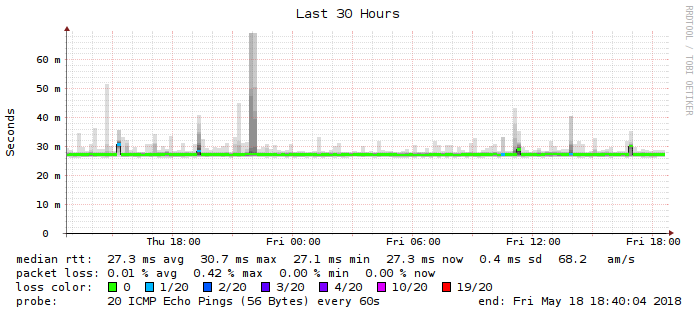 Last 30 Hours
RRDTOOL / TOBI OETIKER
Seconds
60 m
50 m
40 m
30 m
20 m
10 m
0
Thu 18:00 Fri 00:00 Fri 06:00 Fri 12:00 Fri 18:00
median rtt: 27.3 ms avg 30.7 ms max 27.1 ms min 27.3 ms now 0.4 ms sd 68.2 am/s
packet loss: 0.01 % avg 0.42 % max 0.00 % min 0.00 % now
loss color: 0 1/20 2/20 3/20 4/20 10/20 19/20
probe: 20 ICMP Echo Pings (56 Bytes) every 60s end: Fri May 18 18:40:04 2018